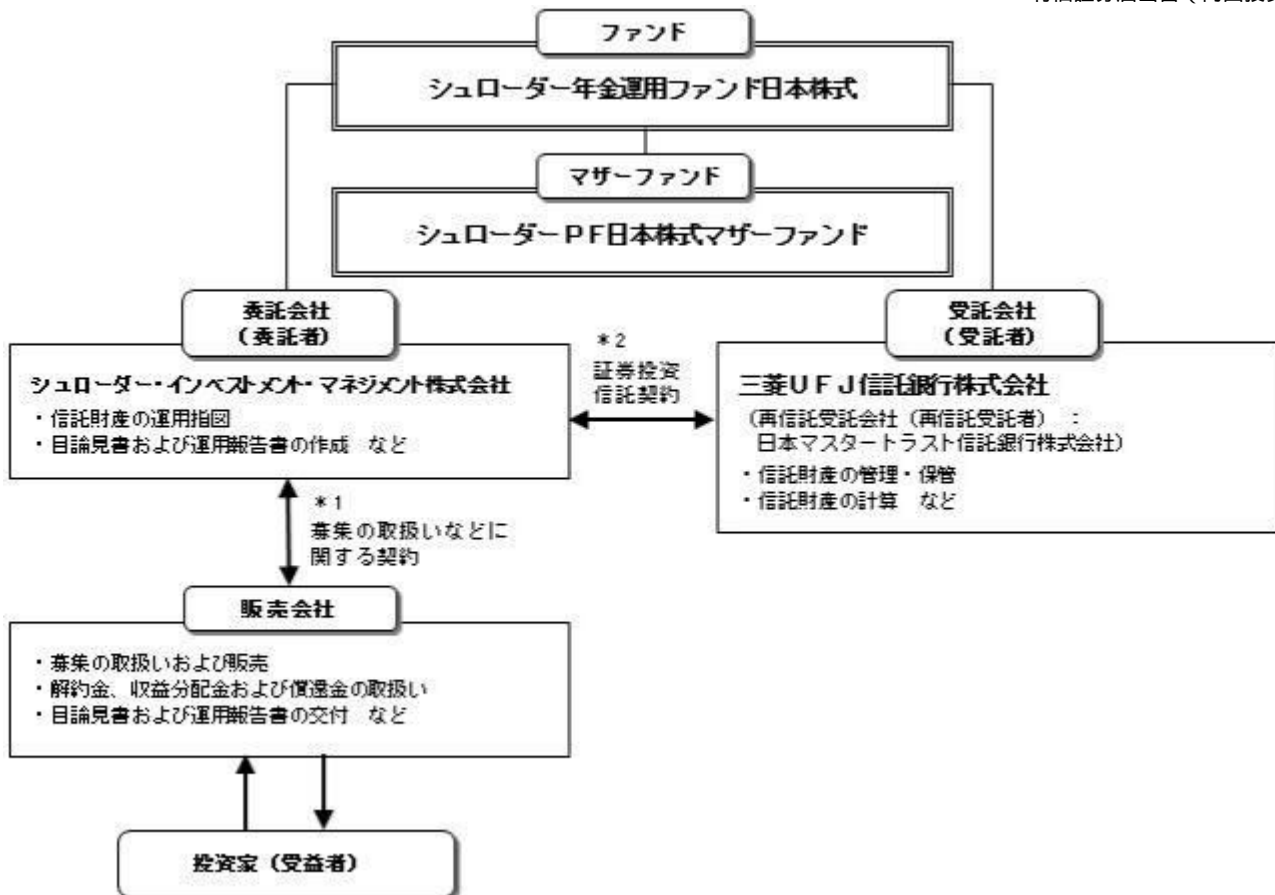 ファンド
シュローダー年金運用ファンド日本株式
マザーファンド
シュローダーＰＦ日本株式マザーファンド
委託会社
（委託者）
シュローダー・インベストメント・マネジメント株式会社
・信託財産の運用指図
・目論見書および運用報告書の作成　など
＊2
証券投資
信託契約
受託会社
（受託者）
三菱ＵＦＪ信託銀行株式会社
（再信託受託会社（再信託受託者）：
日本マスタートラスト信託銀行株式会社）
・信託財産の管理・保管
・信託財産の計算　など
＊1
募集の取扱いなどに
関する契約
販売会社
・募集の取扱いおよび販売
・解約金、収益分配金および償還金の取扱い
・目論見書および運用報告書の交付　など
投資家（受益者）